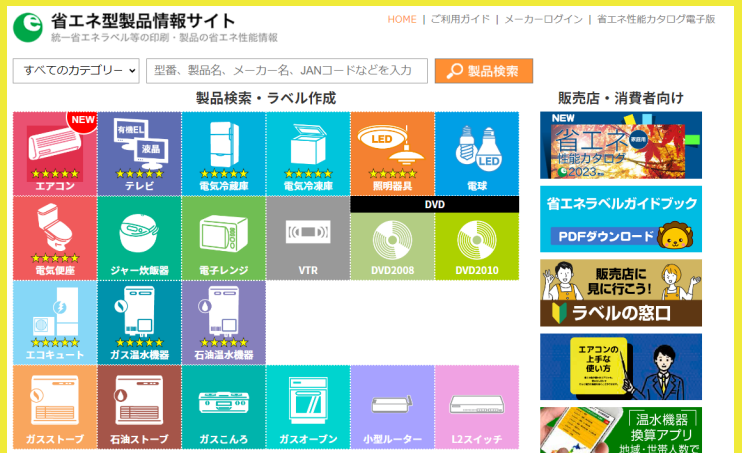 省エネ型製品情報サイト
統一省エネラベル等の印刷・製品の省エネ性能情報
HOME | ご利用ガイド | メーカーログイン | 省エネ性能カタログ電子版
すべてのカテゴリー
型番、製品名、メーカー名、JANコードなどを入力
製品検索
製品検索・ラベル作成
NEW
エアコン
有機EL
液晶
テレビ
電気冷蔵庫
電気冷凍庫
LED
照明器具
LED
電球
電気便座
ジャー炊飯器
電子レンジ
VTR
DVD
DVD2008
DVD2010
エコキュート
ガス温水機器
石油温水機器
ガスストーブ
石油ストーブ
ガスこんろ
ガスオーブン
小型ルーター
L2スイッチ
販売店・消費者向け
NEW
省エネ
家庭用
性能カタログ
2023
省エネラベルガイドブック
PDFダウンロード
販売店に
見に行こう!
ラベルの窓口
エアコンの
上手な
使い方
温水機器
換算アプリ
地域・世帯人数で